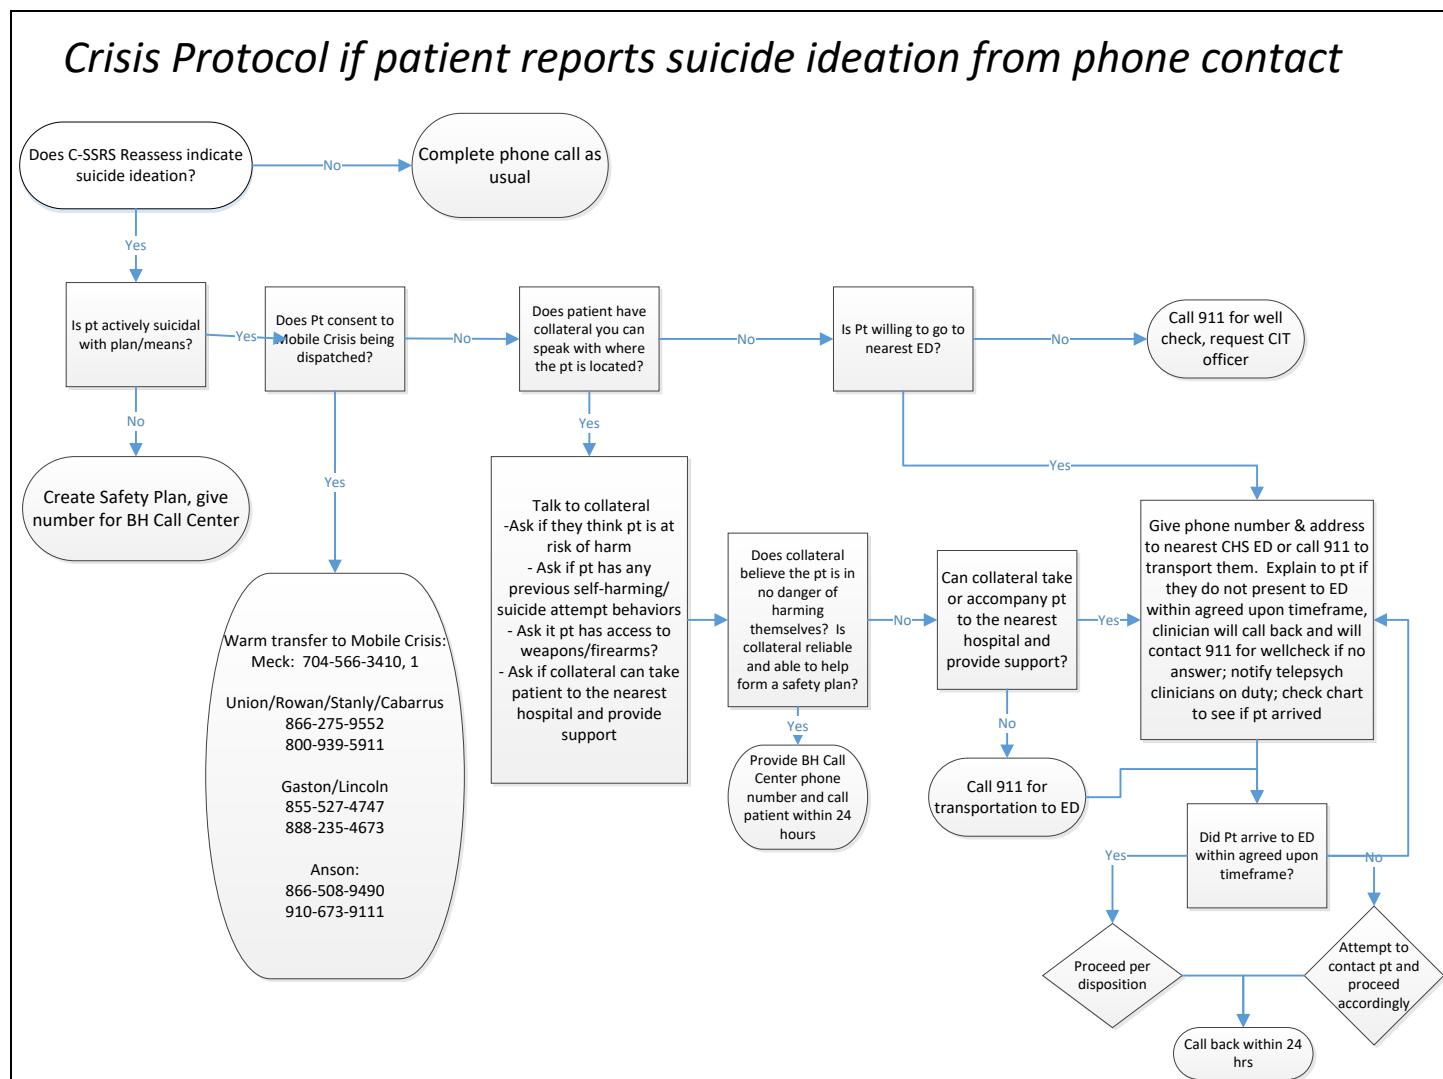 Crisis Protocol if patient reports suicide ideation from phone contact
Does C-SSRS Reassess indicate
suicide ideation?
No
Complete phone call as
usual
Yes
Is pt actively suicidal
with plan/means?
Yes
Does Pt consent to
Mobile Crisis being
dispatched?
No
Does patient have
collateral you can
speak with where
the pt is located?
No
Is Pt willing to go to
nearest ED?
No
Call 911 for well
check, request CIT
officer
No
Create Safety Plan, give
number for BH Call Center
Yes
Warm transfer to Mobile Crisis:
Meck:  704-566-3410, 1
Union/Rowan/Stanly/Cabarrus
866-275-9552
800-939-5911
Gaston/Lincoln
855-527-4747
888-235-4673
Anson:
866-508-9490
910-673-9111
Yes
Talk to collateral
-Ask if they think pt is at
risk of harm
- Ask if pt has any
previous self-harming/
suicide attempt behaviors
- Ask it pt has access to
weapons/firearms?
- Ask if collateral can take
patient to the nearest
hospital and provide
support
Does collateral
believe the pt is in
no danger of
harming
themselves?  Is
collateral reliable
and able to help
form a safety plan?
No
Can collateral take
or accompany pt
to the nearest
hospital and
provide support?
Yes
Yes
Give phone number & address
to nearest CHS ED or call 911 to
transport them.  Explain to pt if
they do not present to ED
within agreed upon timeframe,
clinician will call back and will
contact 911 for wellcheck if no
answer; notify telepsych
clinicians on duty; check chart
to see if pt arrived
Yes
Provide BH Call
Center phone
number and call
patient within 24
hours
No
Call 911 for
transportation to ED
Did Pt arrive to ED
within agreed upon
timeframe?
Yes
No
Proceed per
disposition
Attempt to
contact pt and
proceed
accordingly
Call back within 24
hrs